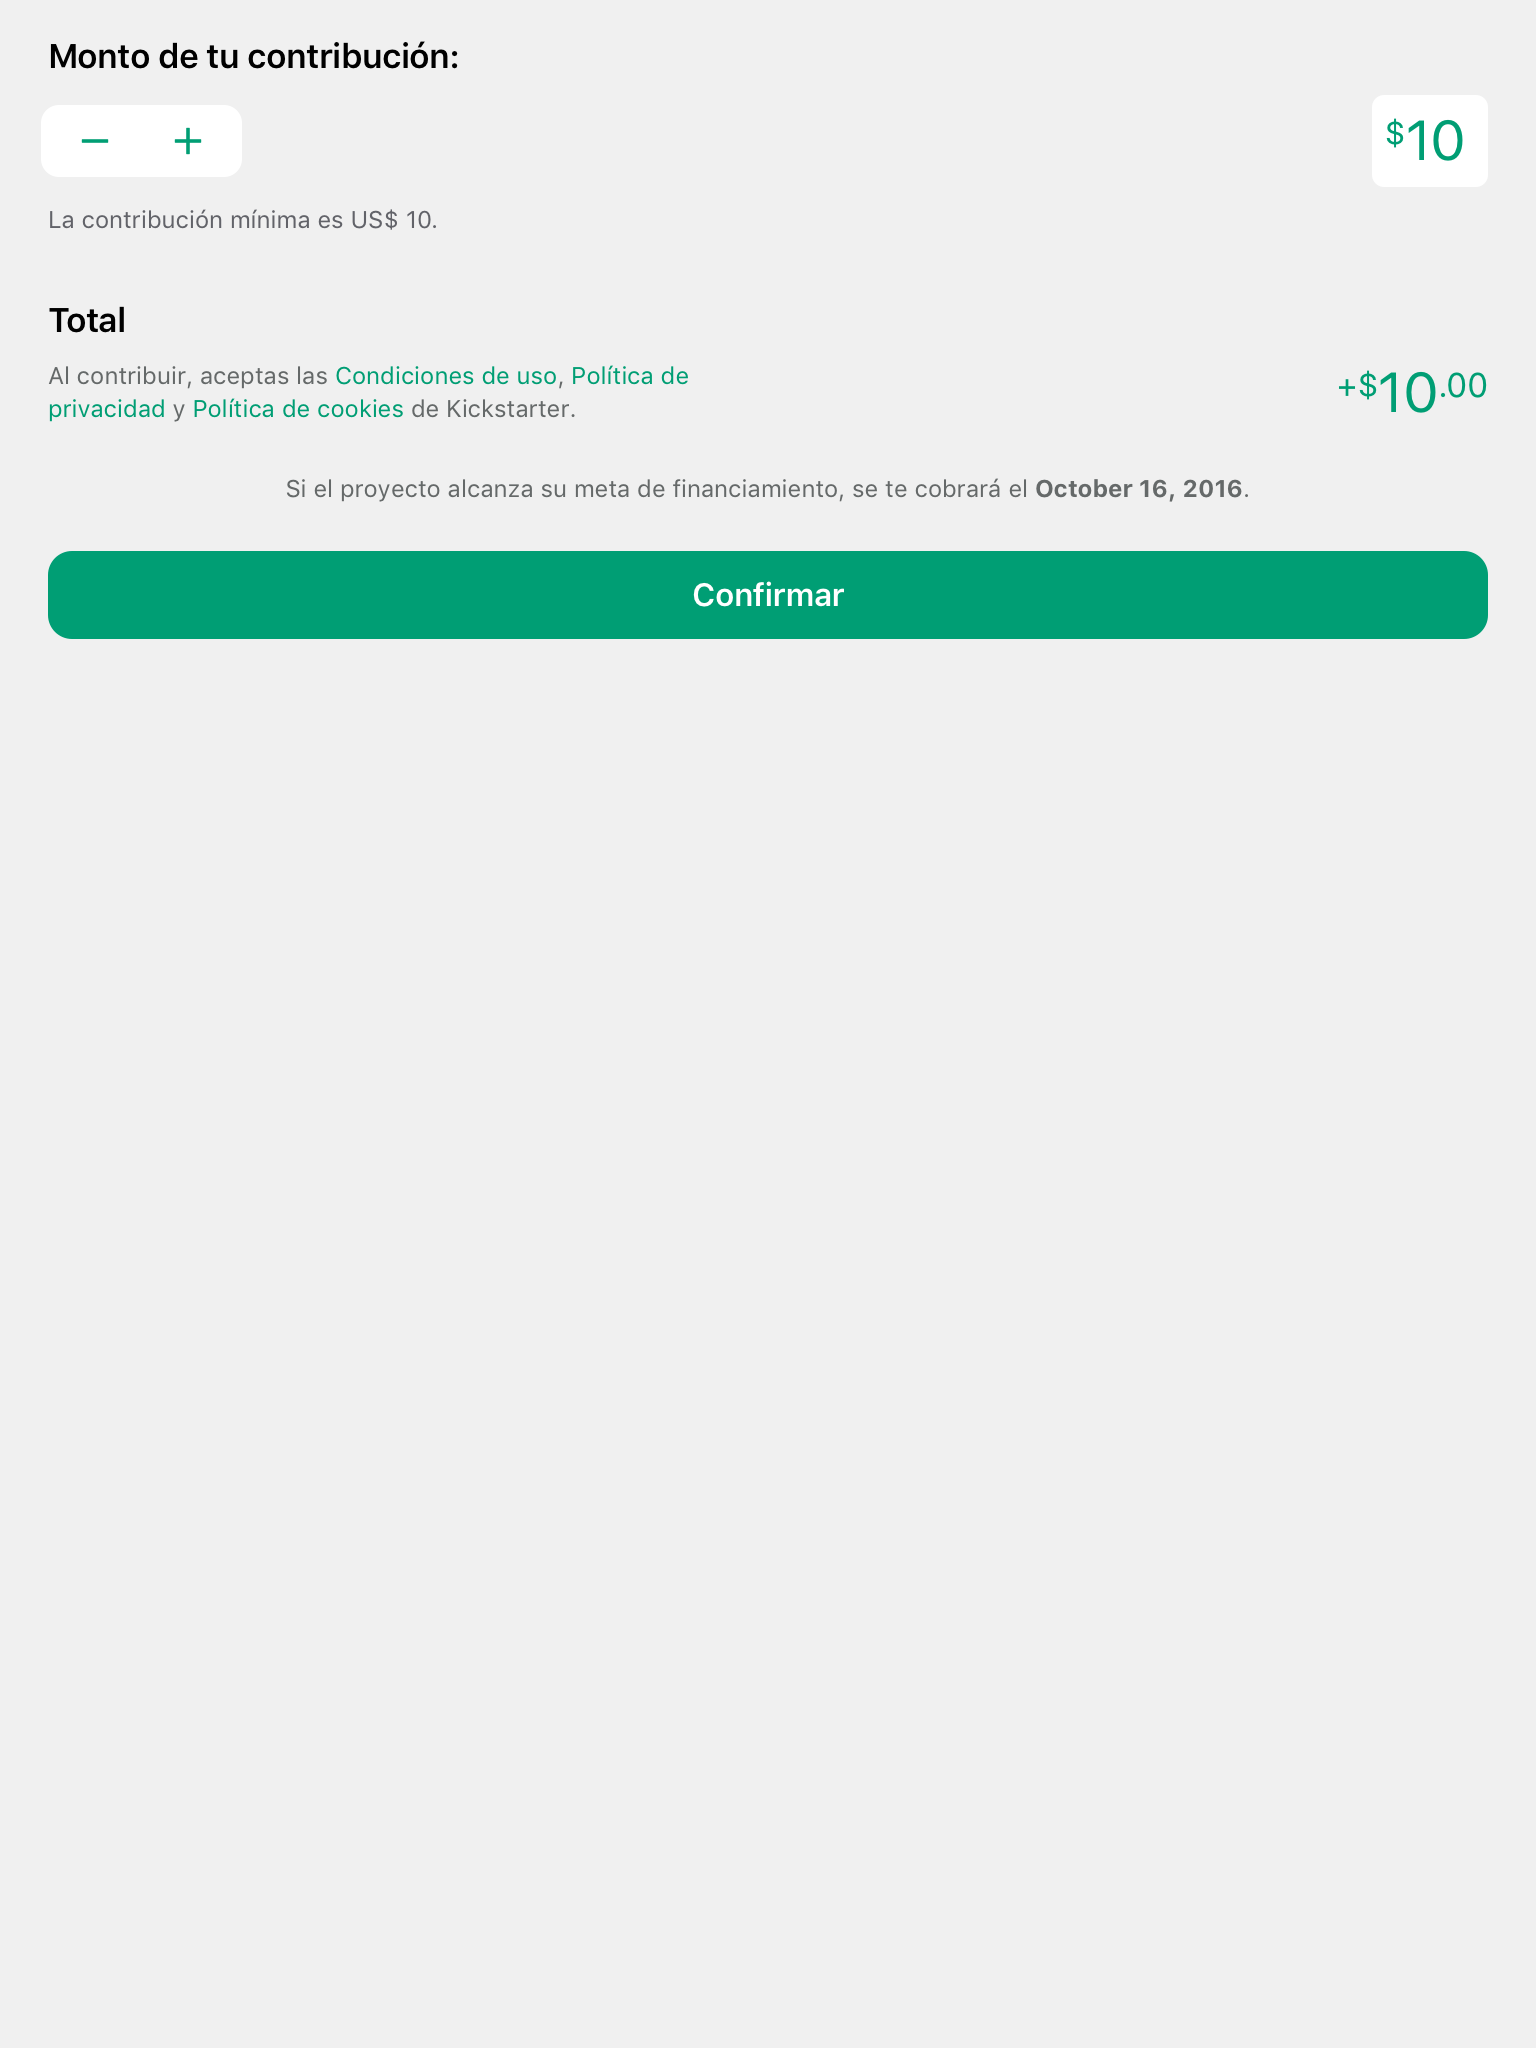 Monto de tu contribución:
− +
$10
La contribución mínima es US$ 10.
Total
Al contribuir, aceptas las Condiciones de uso, Política de
privacidad y Política de cookies de Kickstarter.
+$10.00
Si el proyecto alcanza su meta de financiamiento, se te cobrará el October 16, 2016.
Confirmar